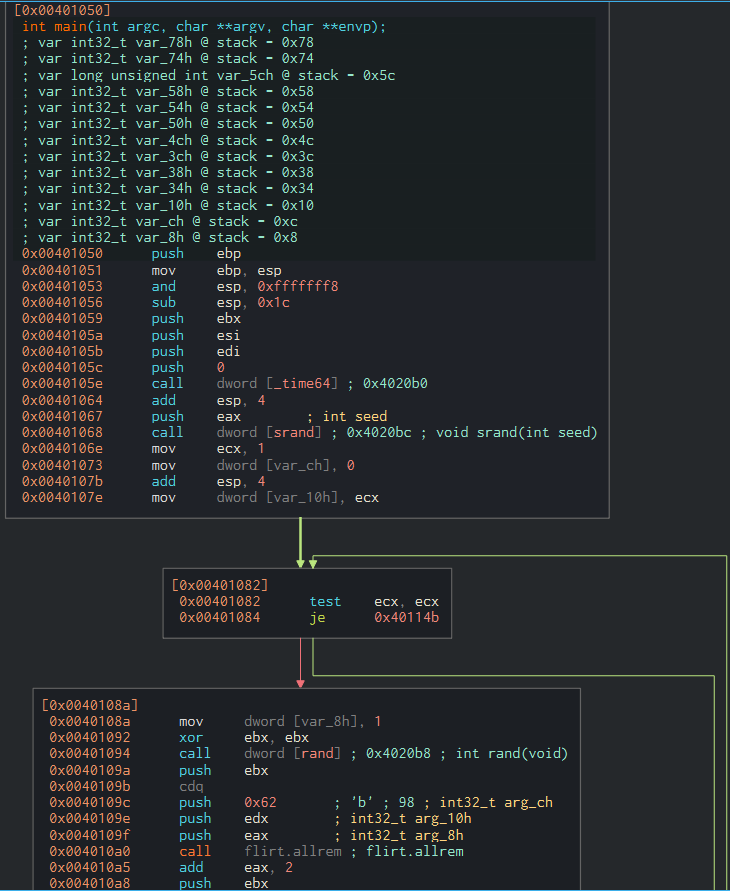 [0x00401050]
int main(int argc, char **argv, char **envp);
; var int32_t var_78h @ stack - 0x78
; var int32_t var_74h @ stack - 0x74
; var long unsigned int var_5ch @ stack - 0x5c
; var int32_t var_58h @ stack - 0x58
; var int32_t var_54h @ stack - 0x54
; var int32_t var_50h @ stack - 0x50
; var int32_t var_4ch @ stack - 0x4c
; var int32_t var_3ch @ stack - 0x3c
; var int32_t var_38h @ stack - 0x38
; var int32_t var_34h @ stack - 0x34
; var int32_t var_10h @ stack - 0x10
; var int32_t var_ch @ stack - 0xc
; var int32_t var_8h @ stack - 0x8
0x00401050 push ebp
0x00401051 mov ebp, esp
0x00401053 and esp, 0xfffffff8
0x00401056 sub esp, 0x1c
0x00401059 push ebx
0x0040105a push esi
0x0040105b push edi
0x0040105c push 0
0x0040105e call dword [_time64] ; 0x4020b0
0x00401064 add esp, 4
0x00401067 push eax ; int seed
0x00401068 call dword [srand] ; 0x4020bc ; void srand(int seed)
0x0040106e mov ecx, 1
0x00401073 mov dword [var_ch], 0
0x0040107b add esp, 4
0x0040107e mov dword [var_10h], ecx
[0x00401082]
0x00401082 test ecx, ecx
0x00401084 je 0x40114b
[0x0040108a]
0x0040108a mov dword [var_8h], 1
0x00401092 xor ebx, ebx
0x00401094 call dword [rand] ; 0x4020b8 ; int rand(void)
0x0040109a push ebx
0x0040109b cdq
0x0040109c push 0x62 ; 'b' ; 98 ; int32_t arg_ch
0x0040109e push edx ; int32_t arg_10h
0x0040109f push eax ; int32_t arg_8h
0x004010a0 call flirt.allrem ; flirt.allrem
0x004010a5 add eax, 2
0x004010a8 push ebx